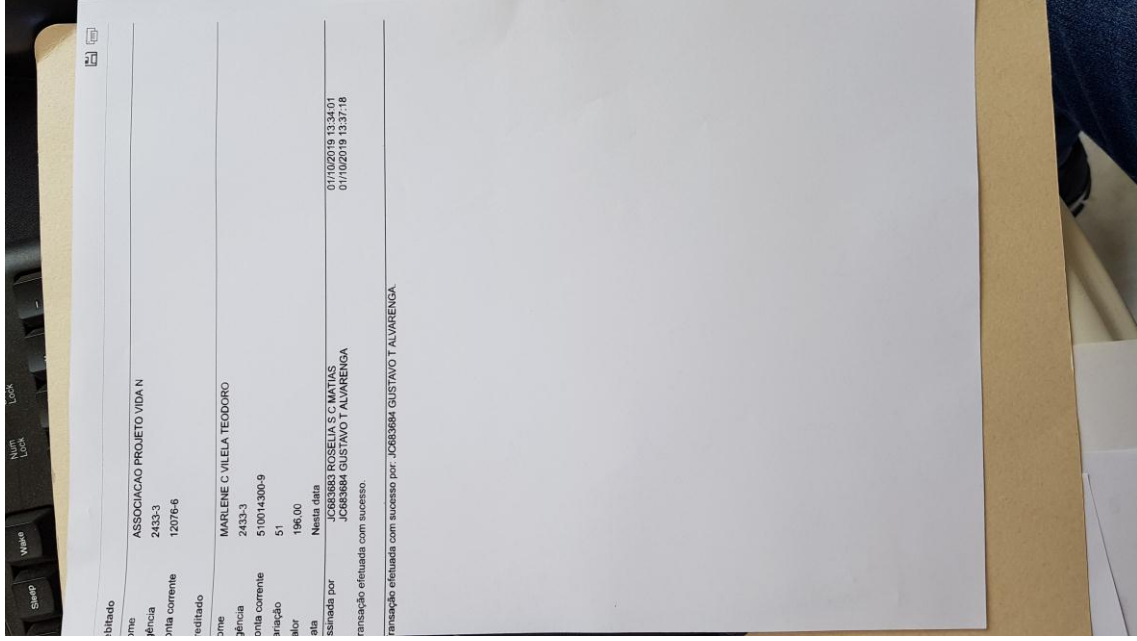 ebitado
ome ASSOCIACAO PROJETO VIDA N
gência 2433-3
onta corrente 12076-6
reditado
ome MARLENE C VILELA TEODORO
gência 2433-3
onta corrente 510014300-9
ariação 51
alor 196,00
ata Nesta data
ssinada por JC683683 ROSELIA S C MATIAS 01/10/2019 13:34:01
JC683684 GUSTAVO T ALVARENGA 01/10/2019 13:37:18
ransação efetuada com sucesso.
ransação efetuada com sucesso por: JC683684 GUSTAVO T ALVARENGA.
Sleep
Wake
Num
Lock
Lock